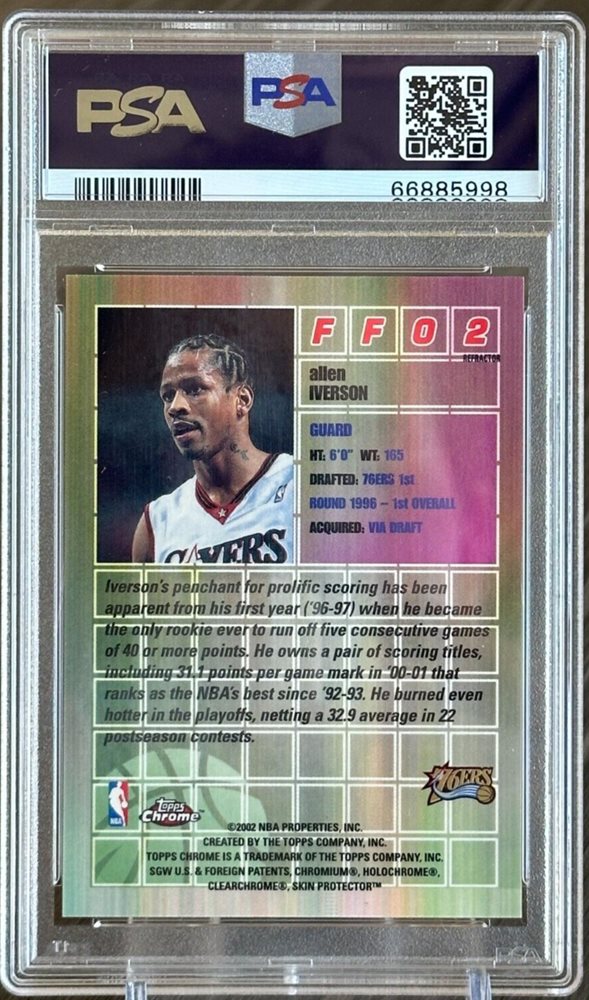 PSA
PSA
66885998
FF02
REFRACTOR
allen
IVERSON
GUARD
HT: 6'0" WT: 165
DRAFTED: 76ERS 1st
ROUND 1996 – 1st OVERALL
ACQUIRED: VIA DRAFT
Iverson's penchant for prolific scoring has been
apparent from his first year ('96-97) when he became
the only rookie ever to run off five consecutive games
of 40 or more points. He owns a pair of scoring titles,
including 31.1 points per game mark in '00-01 that
ranks as the NBA's best since '92-93. He burned even
hotter in the playoffs, netting a 32.9 average in 22
postseason contests.
76ERS
NBA
Topps
Chrome™
©2002 NBA PROPERTIES, INC.
CREATED BY THE TOPPS COMPANY, INC.
TOPPS CHROME IS A TRADEMARK OF THE TOPPS COMPANY, INC.
SGW U.S. & FOREIGN PATENTS, CHROMIUM®, HOLOCHROME®,
CLEARCHROME®, SKIN PROTECTOR™
PSA